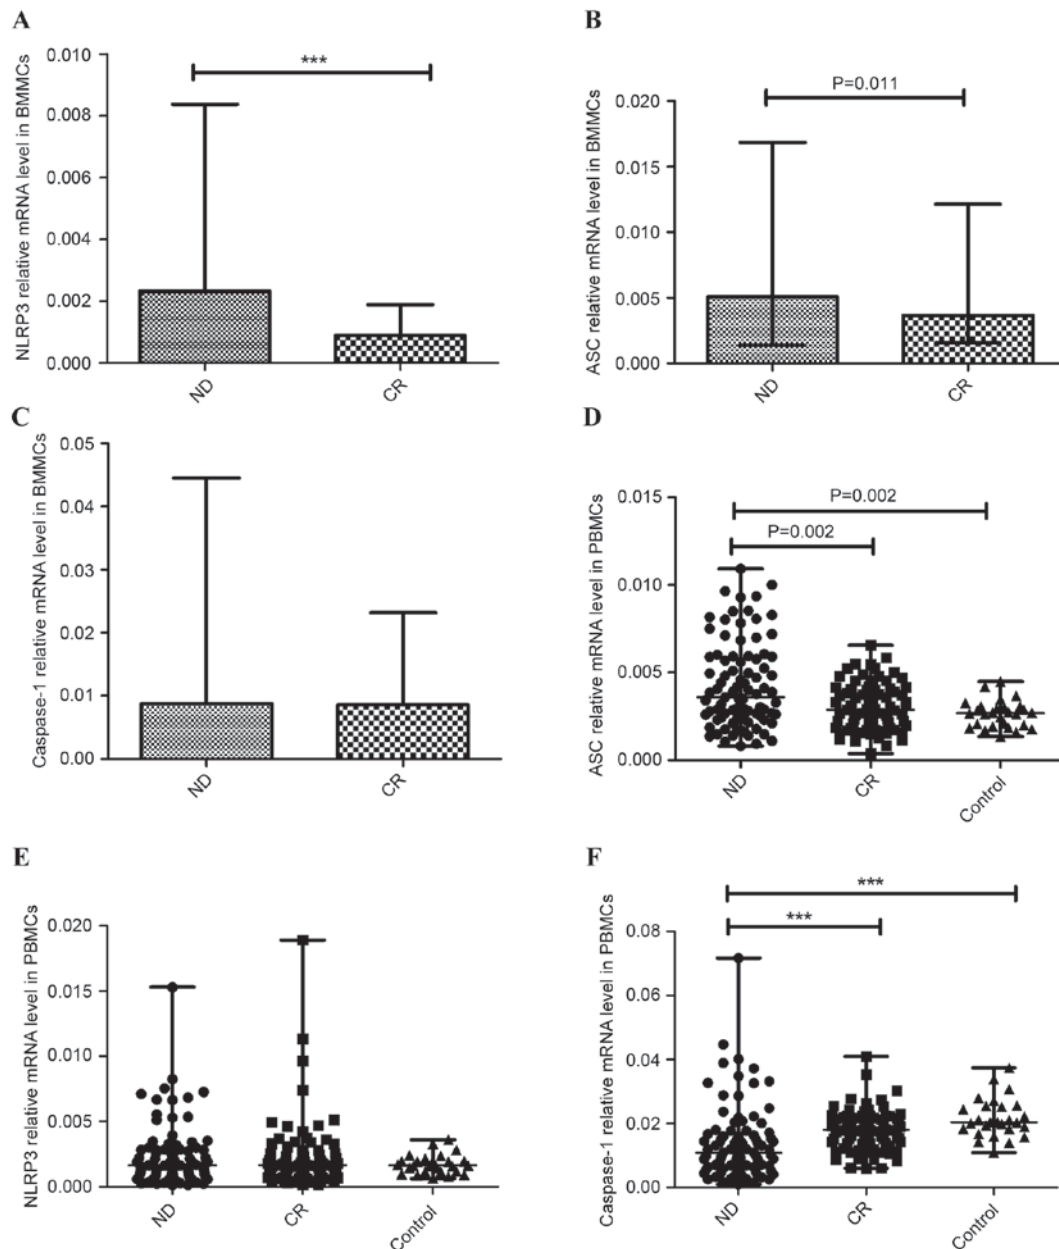 A
NLRP3 relative mRNA level in BMMCs
0.010
0.008
0.006
0.004
0.002
0.000
***
ND
CR
B
ASC relative mRNA level in BMMCs
0.020
0.015
0.010
0.005
0.000
P=0.011
ND
CR
C
Caspase-1 relative mRNA level in BMMCs
0.05
0.04
0.03
0.02
0.01
0.00
ND
CR
D
ASC relative mRNA level in PBMCs
0.015
0.010
0.005
0.000
P=0.002
P=0.002
ND
CR
Control
E
NLRP3 relative mRNA level in PBMCs
0.020
0.015
0.010
0.005
0.000
ND
CR
Control
F
Caspase-1 relative mRNA level in PBMCs
0.08
0.06
0.04
0.02
0.00
***
***
ND
CR
Control